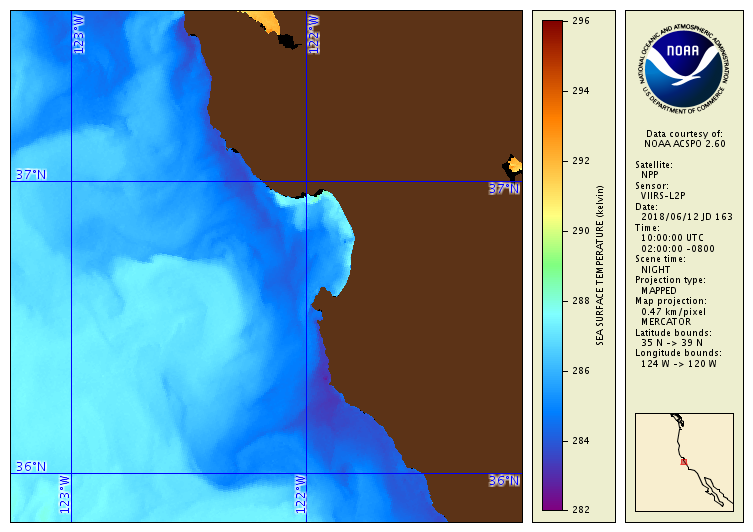 123°W
122°W
37°N
37°N
36°N
36°N
123°W
122°W
296
294
292
290
288
286
284
282
SEA SURFACE TEMPERATURE (kelvin)
NATIONAL OCEANIC AND ATMOSPHERIC ADMINISTRATION
NOAA
U.S. DEPARTMENT OF COMMERCE
Data courtesy of:
NOAA ACSPO 2.60
Satellite:
NPP
Sensor:
VIIRS-L2P
Date:
2018/06/12 JD 163
Time:
10:00:00 UTC
02:00:00 -0800
Scene time:
NIGHT
Projection type:
MAPPED
Map projection:
0.47 km/pixel
MERCATOR
Latitude bounds:
35 N -> 39 N
Longitude bounds:
124 W -> 120 W